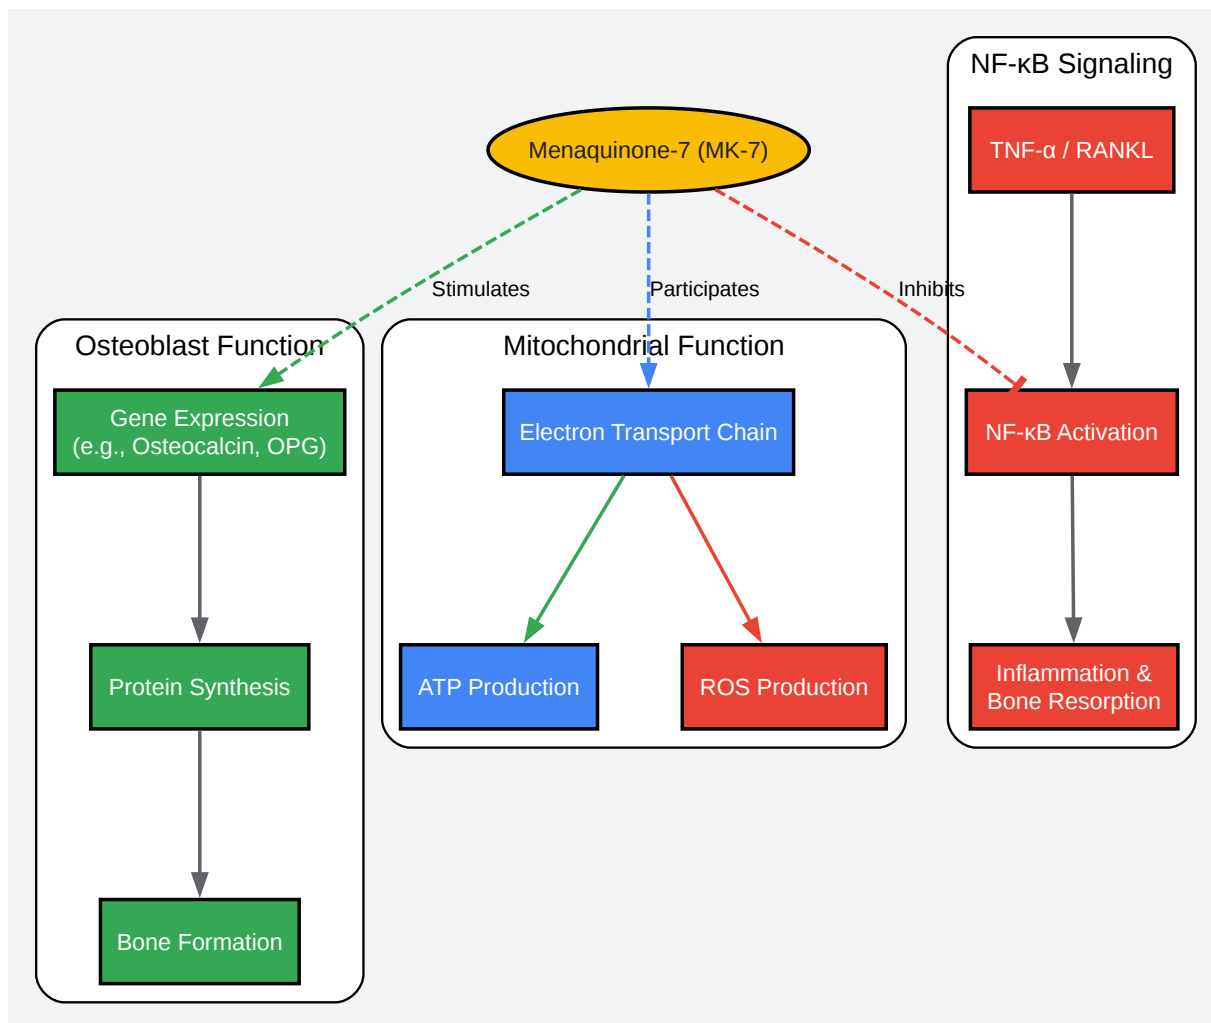 NF-κB Signaling
TNF-α / RANKL
Menaquinone-7 (MK-7)
Stimulates
Participates
Inhibits
Osteoblast Function
Mitochondrial Function
Gene Expression
(e.g., Osteocalcin, OPG)
Electron Transport Chain
NF-κB Activation
Protein Synthesis
ATP Production
ROS Production
Inflammation &
Bone Resorption
Bone Formation